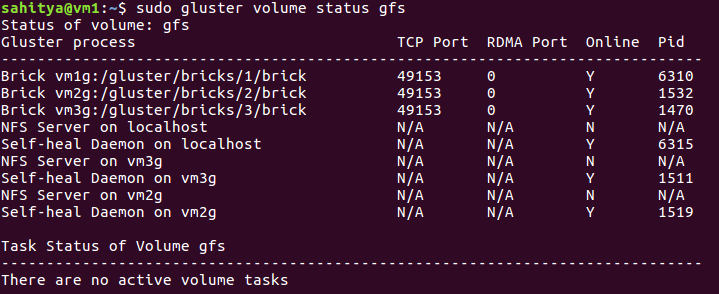 sahitya@vm1:~$ sudo gluster volume status gfs
Status of volume: gfs
Gluster process                             TCP Port  RDMA Port  Online  Pid
------------------------------------------------------------------------------
Brick vm1g:/gluster/bricks/1/brick          49153     0          Y       6310
Brick vm2g:/gluster/bricks/2/brick          49153     0          Y       1532
Brick vm3g:/gluster/bricks/3/brick          49153     0          Y       1470
NFS Server on localhost                     N/A       N/A        N       N/A
Self-heal Daemon on localhost               N/A       N/A        Y       6315
NFS Server on vm3g                          N/A       N/A        N       N/A
Self-heal Daemon on vm3g                    N/A       N/A        Y       1511
NFS Server on vm2g                          N/A       N/A        N       N/A
Self-heal Daemon on vm2g                    N/A       N/A        Y       1519

Task Status of Volume gfs
------------------------------------------------------------------------------
There are no active volume tasks